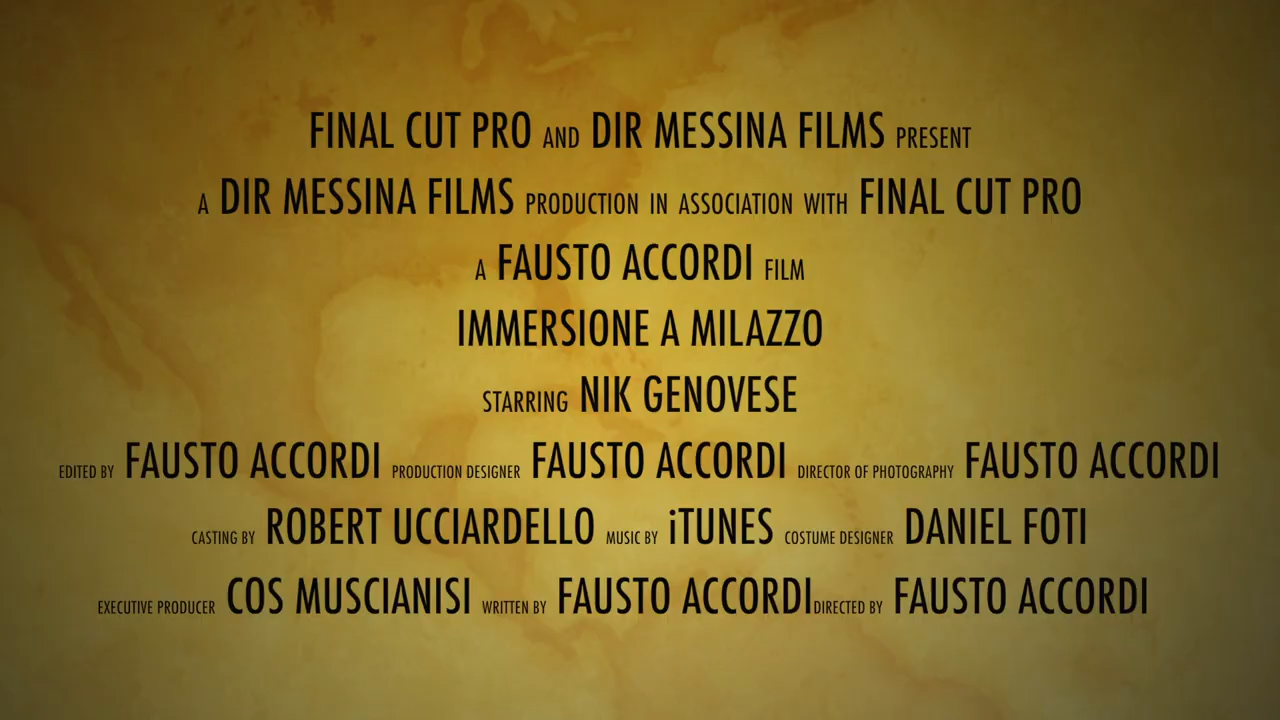 FINAL CUT PRO AND DIR MESSINA FILMS PRESENT
A DIR MESSINA FILMS PRODUCTION IN ASSOCIATION WITH FINAL CUT PRO
A FAUSTO ACCORDI FILM
IMMERSIONE A MILAZZO
STARRING NIK GENOVESE
EDITED BY FAUSTO ACCORDI PRODUCTION DESIGNER FAUSTO ACCORDI DIRECTOR OF PHOTOGRAPHY FAUSTO ACCORDI
CASTING BY ROBERT UCCIARDELLO MUSIC BY iTUNES COSTUME DESIGNER DANIEL FOTI
EXECUTIVE PRODUCER COS MUSCIANISI WRITTEN BY FAUSTO ACCORDI DIRECTED BY FAUSTO ACCORDI